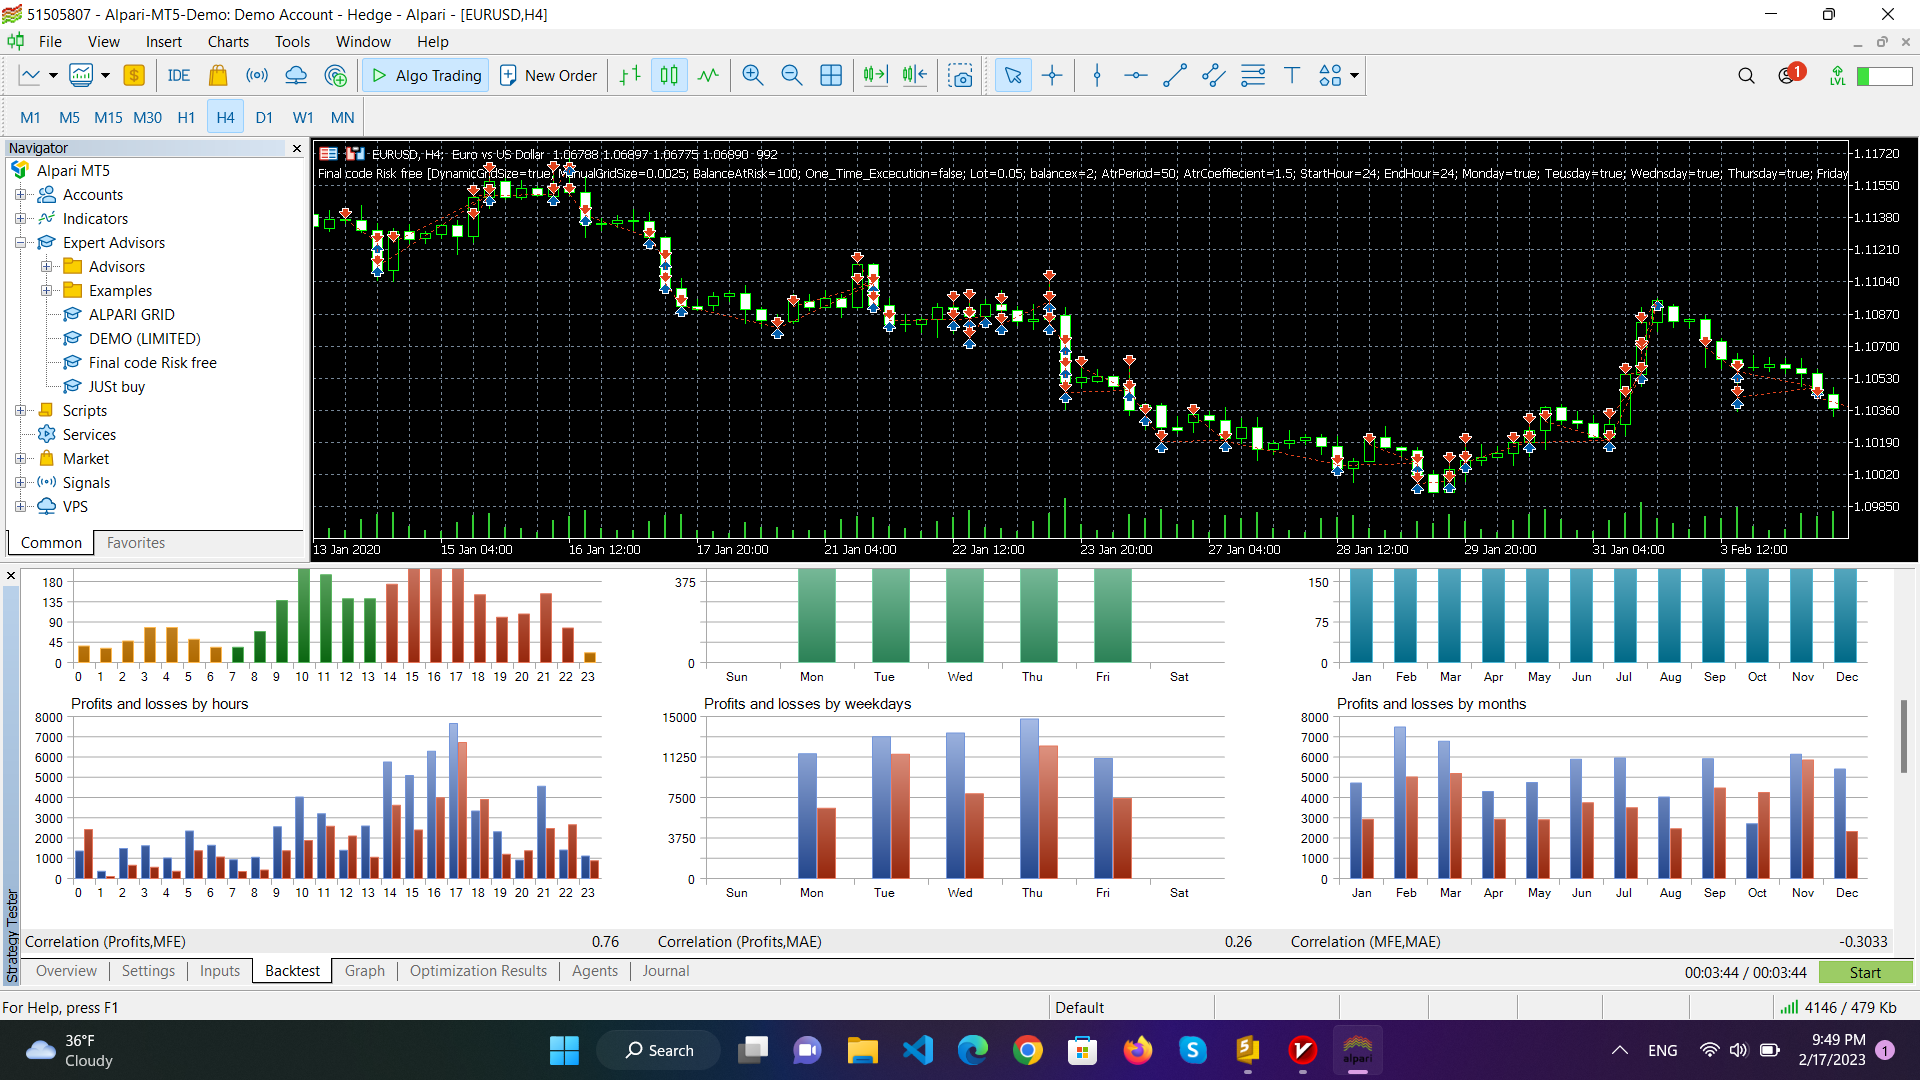 51505807 - Alpari-MT5-Demo: Demo Account - Hedge - Alpari - [EURUSD,H4]
File View Insert Charts Tools Window Help
IDE Algo Trading New Order 1 LVL
M1 M5 M15 M30 H1 H4 D1 W1 MN
Navigator
Alpari MT5
Accounts
Indicators
Expert Advisors
Advisors
Examples
ALPARI GRID
DEMO (LIMITED)
Final code Risk free
JUSt buy
Scripts
Services
Market
Signals
VPS
Common Favorites
EURUSD, H4: Euro vs US Dollar 1.06788 1.06897 1.06775 1.06890 992
Final code Risk free [DynamicGridSize=true; ManualGridSize=0.0025; BalanceAtRisk=100; One_Time_Excecution=false; Lot=0.05; balancex=2; AtrPeriod=50; AtrCoeffiecient=1.5; StartHour=24; EndHour=24; Monday=true; Teusday=true; Wednsday=true; Thursday=true; Friday
1.11720
1.11550
1.11380
1.11210
1.11040
1.10870
1.10700
1.10530
1.10360
1.10190
1.10020
1.09850
13 Jan 2020 15 Jan 04:00 16 Jan 12:00 17 Jan 20:00 21 Jan 04:00 22 Jan 12:00 23 Jan 20:00 27 Jan 04:00 28 Jan 12:00 29 Jan 20:00 31 Jan 04:00 3 Feb 12:00
180
135
90
45
0
0 1 2 3 4 5 6 7 8 9 10 11 12 13 14 15 16 17 18 19 20 21 22 23
375
0
Sun Mon Tue Wed Thu Fri Sat
150
75
0
Jan Feb Mar Apr May Jun Jul Aug Sep Oct Nov Dec
Profits and losses by hours
8000
7000
6000
5000
4000
3000
2000
1000
0
0 1 2 3 4 5 6 7 8 9 10 11 12 13 14 15 16 17 18 19 20 21 22 23
Profits and losses by weekdays
15000
11250
7500
3750
0
Sun Mon Tue Wed Thu Fri Sat
Profits and losses by months
8000
7000
6000
5000
4000
3000
2000
1000
0
Jan Feb Mar Apr May Jun Jul Aug Sep Oct Nov Dec
Correlation (Profits,MFE) 0.76 Correlation (Profits,MAE) 0.26 Correlation (MFE,MAE) -0.3033
Strategy Tester
Overview Settings Inputs Backtest Graph Optimization Results Agents Journal 00:03:44 / 00:03:44 Start
For Help, press F1 Default 4146 / 479 Kb
36°F
Cloudy
Search
alpari
ENG
9:49 PM
2/17/2023
1